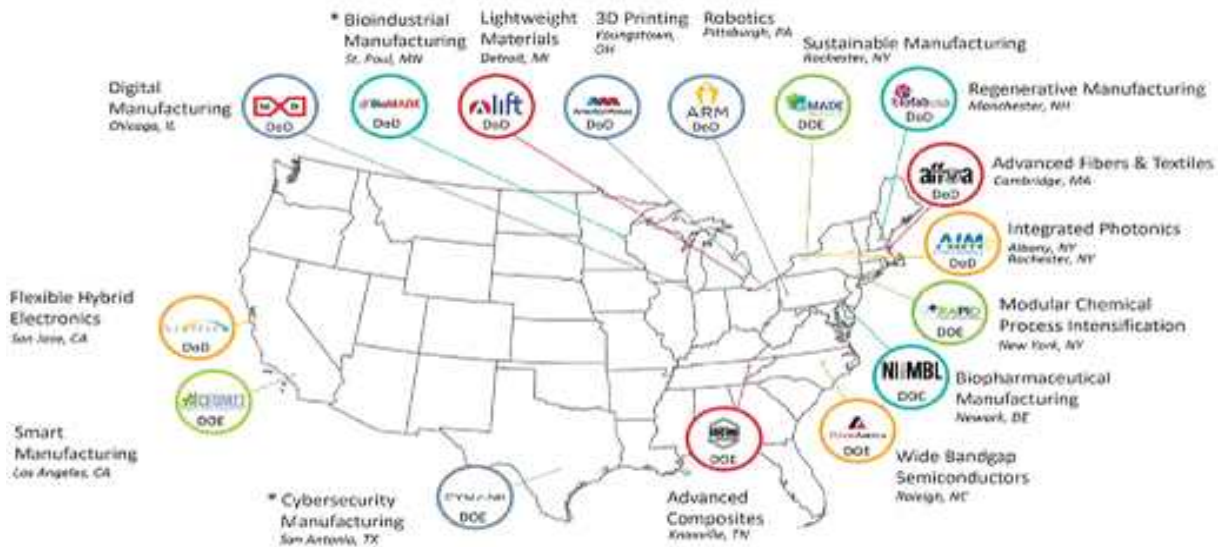 * Bioindustrial
Manufacturing
St. Paul, MN
Lightweight
Materials
Detroit, MI
3D Printing
Youngstown,
OH
Robotics
Pittsburgh, PA
Sustainable Manufacturing
Rochester, NY
Digital
Manufacturing
Chicago, IL
DoD
BioMADE
DoD
lift
DoD
DoD
ARM
DoD
DOE
DoD
Regenerative Manufacturing
Manchester, NH
affoa
DoD
Advanced Fibers & Textiles
Cambridge, MA
AIM
DoD
Integrated Photonics
Albany, NY
Rochester, NY
Flexible Hybrid
Electronics
San Jose, CA
DoD
RAPID
DOE
Modular Chemical
Process Intensification
New York, NY
DOE
Smart
Manufacturing
Los Angeles, CA
NIIMBL
DOE
Biopharmaceutical
Manufacturing
Newark, DE
DOE
Wide Bandgap
Semiconductors
Raleigh, NC
DOE
Advanced
Composites
Knoxville, TN
DOE
* Cybersecurity
Manufacturing
San Antonio, TX